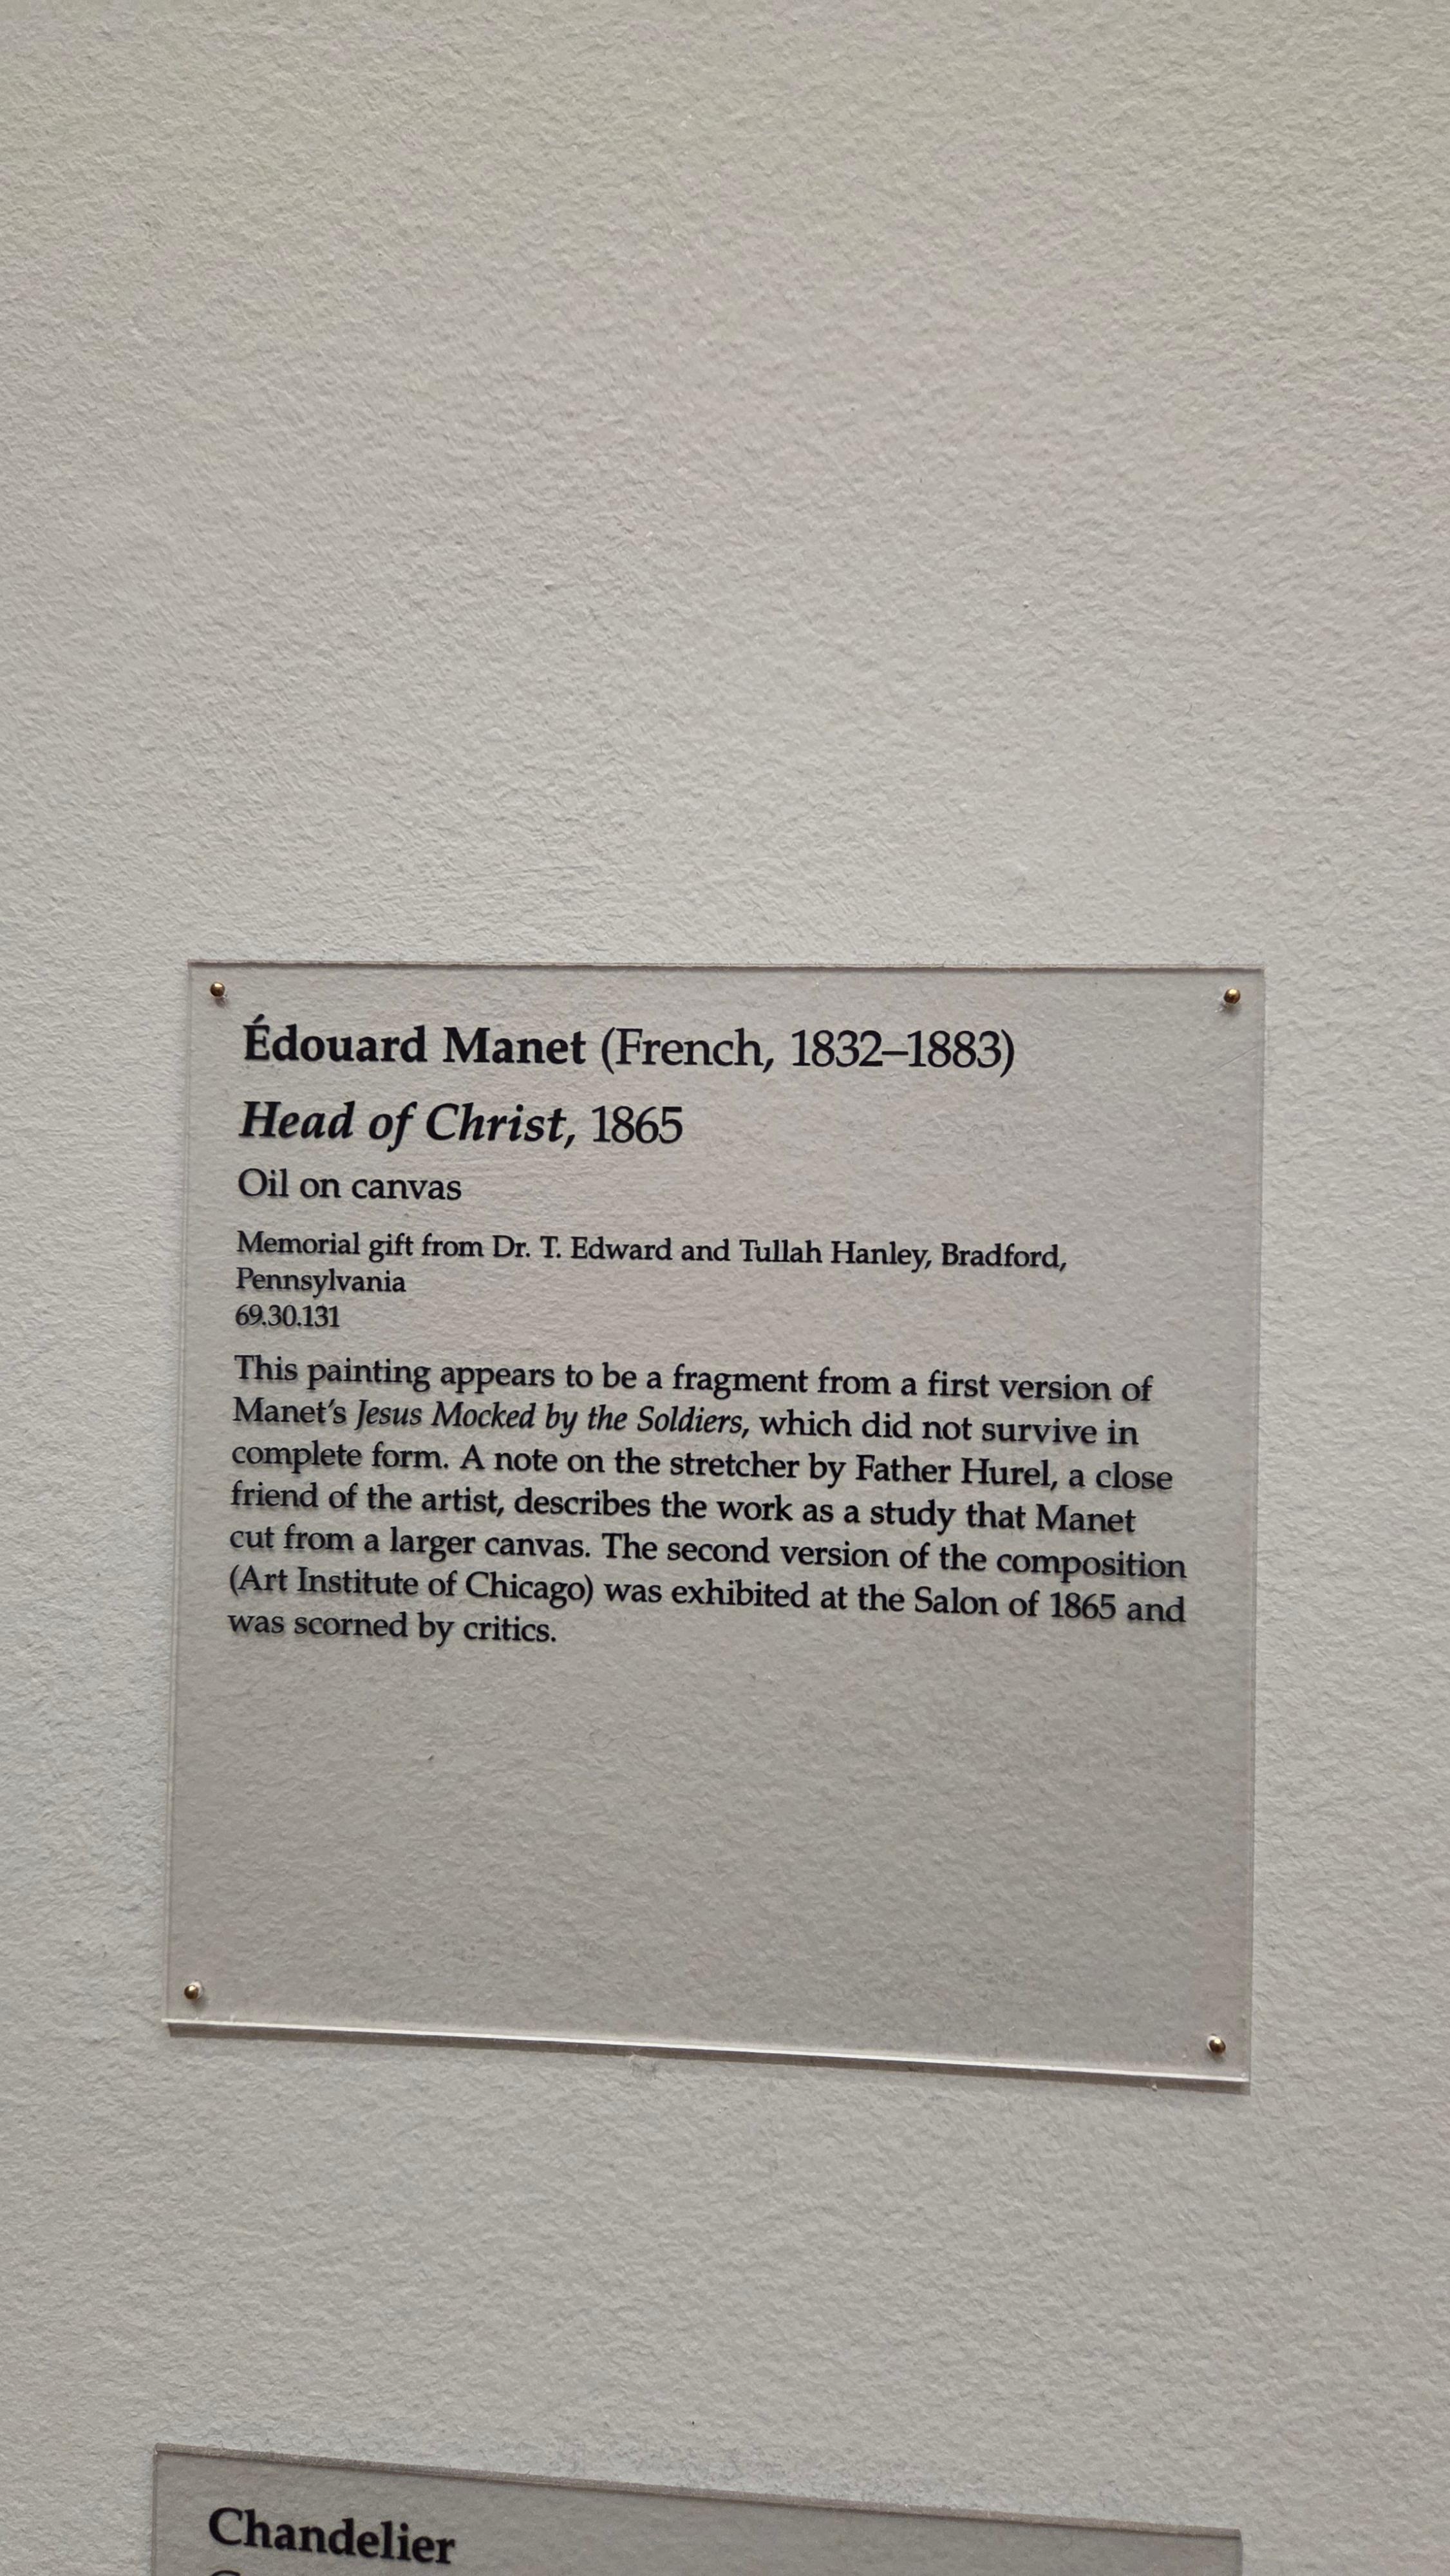 Édouard Manet (French, 1832–1883)
Head of Christ, 1865
Oil on canvas
Memorial gift from Dr. T. Edward and Tullah Hanley, Bradford,
Pennsylvania
69.30.131
This painting appears to be a fragment from a first version of
Manet's Jesus Mocked by the Soldiers, which did not survive in
complete form. A note on the stretcher by Father Hurel, a close
friend of the artist, describes the work as a study that Manet
cut from a larger canvas. The second version of the composition
(Art Institute of Chicago) was exhibited at the Salon of 1865 and
was scorned by critics.
Chandelier